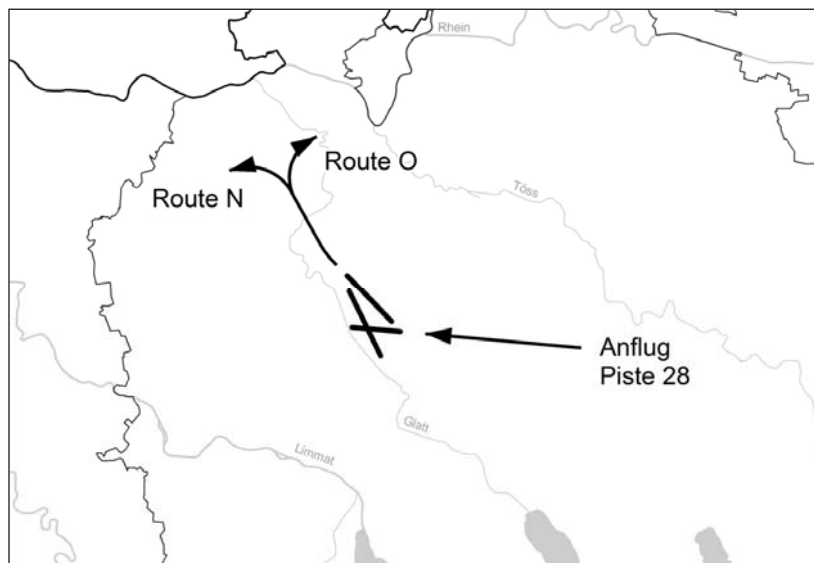 Rhein
Route O
Route N
Töss
Anflug
Piste 28
Glatt
Limmat